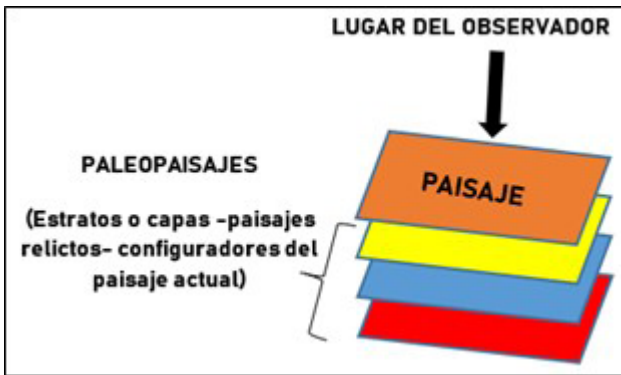 LUGAR DEL OBSERVADOR
PALEOPAISAJES
(Estratos o capas -paisajes
relictos- configuradores del
paisaje actual)
PAISAJE